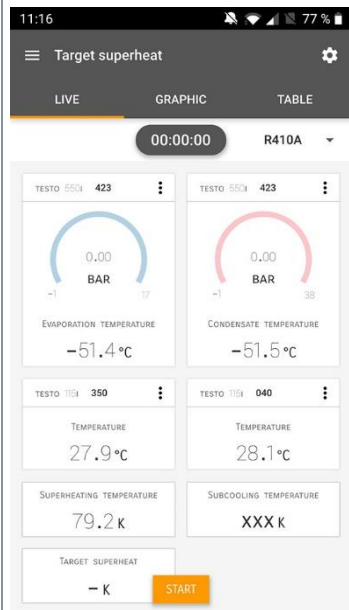 11:16 77 %
Target superheat
LIVE GRAPHIC TABLE
00:00:00 R410A
TESTO 550i 423 TESTO 550i 423
0.00 0.00
BAR BAR
-1 17 -1 38
EVAPORATION TEMPERATURE CONDENSATE TEMPERATURE
-51.4 °C -51.5 °C
TESTO 115i 350 TESTO 115i 040
TEMPERATURE TEMPERATURE
27.9 °C 28.1 °C
SUPERHEATING TEMPERATURE SUBCOOLING TEMPERATURE
79.2 K XXX K
TARGET SUPERHEAT
– K START